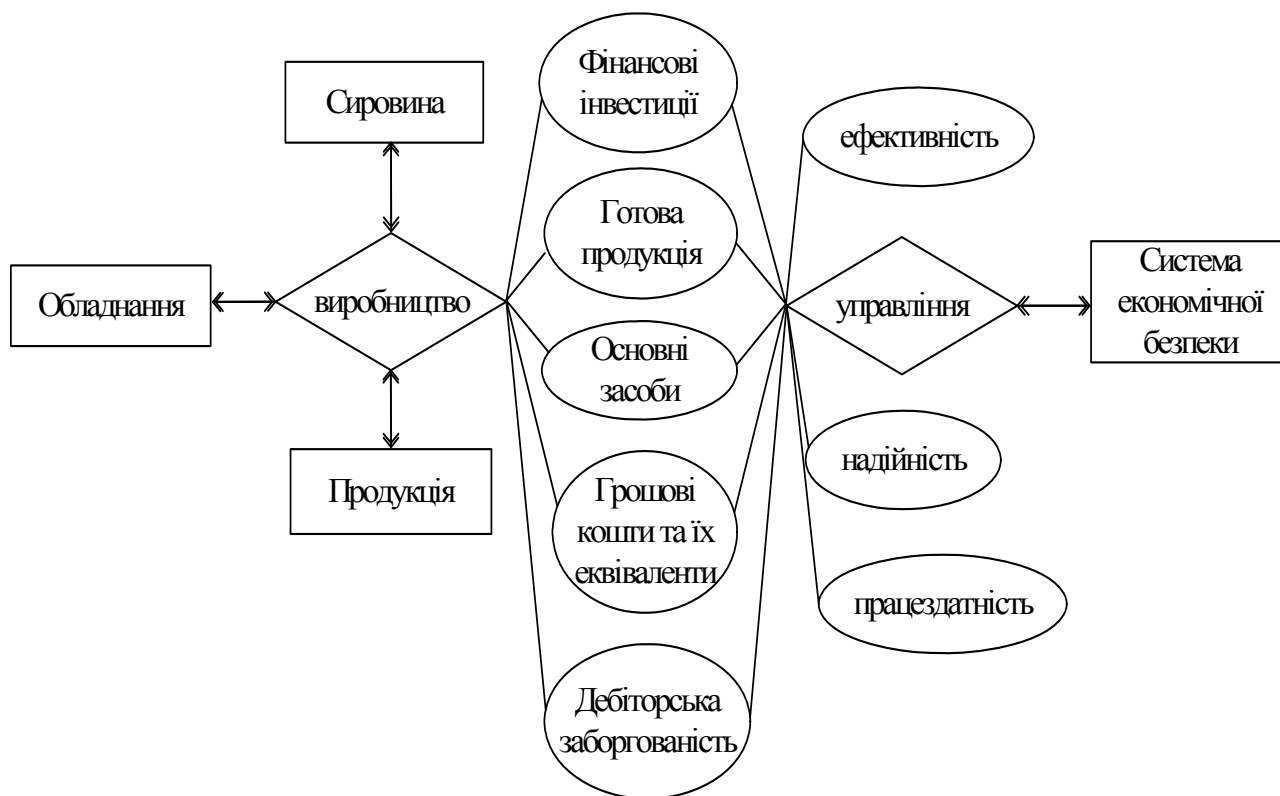 Фінансові
інвестиції
Сировина
ефективність
Готова
продукція
Обладнання
виробництво
управління
Система
економічної
безпеки
Основні
засоби
Продукція
надійність
Грошові
кошти та їх
еквіваленти
працездатність
Дебіторська
заборгованість